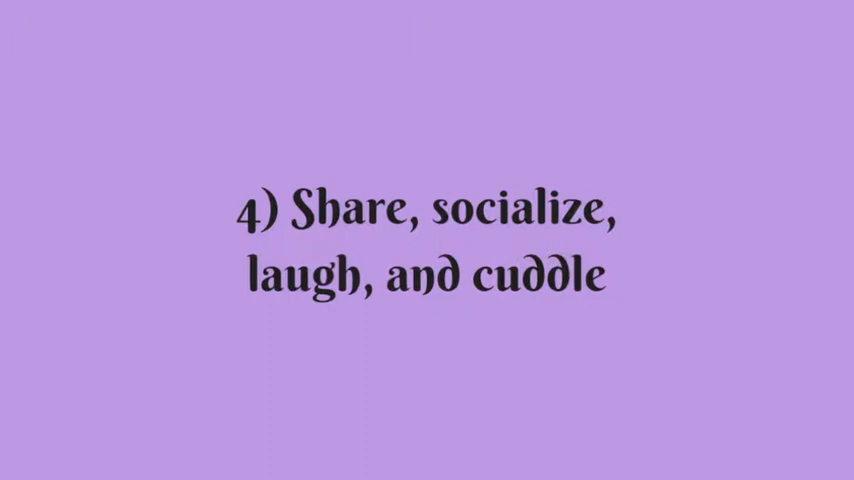 4) Share, socialize,
laugh, and cuddle